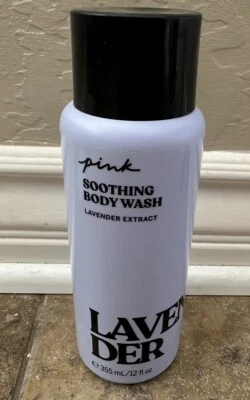 pink
SOOTHING
BODY WASH
LAVENDER EXTRACT
LAVEN
DER
℮ 355 mL/12 fl oz